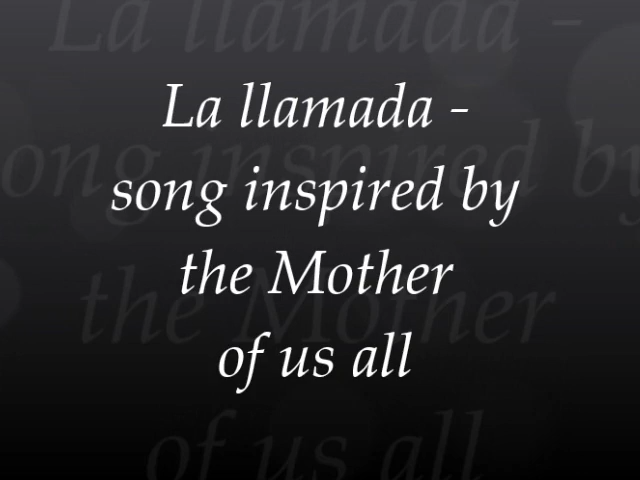 La llamada -
song inspired by
the Mother
of us all